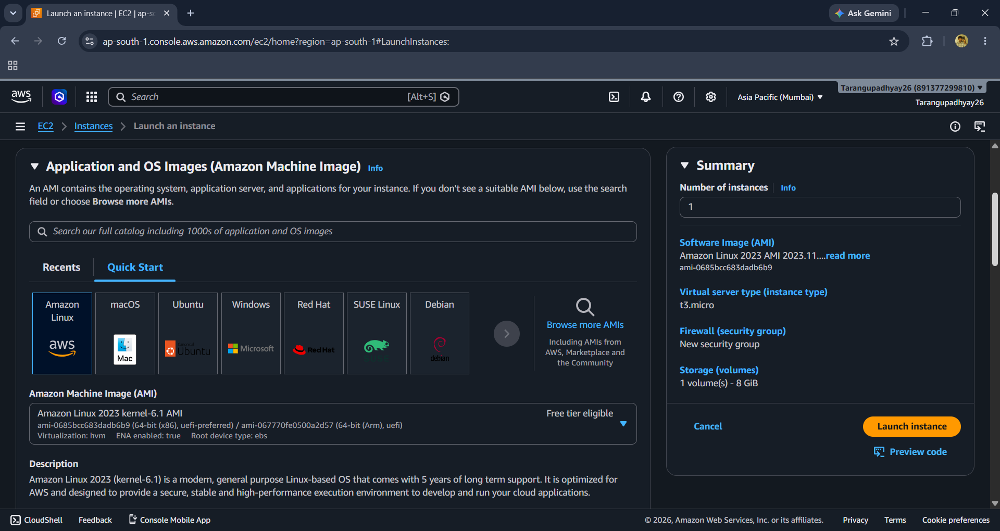 Launch an instance | EC2 | ap-sc
Ask Gemini
ap-south-1.console.aws.amazon.com/ec2/home?region=ap-south-1#LaunchInstances:
aws
Search
[Alt+S]
Asia Pacific (Mumbai)
Tarangupadhyay26 (891377299810)
Tarangupadhyay26
EC2
Instances
Launch an instance
Application and OS Images (Amazon Machine Image)
Info
An AMI contains the operating system, application server, and applications for your instance. If you don't see a suitable AMI below, use the search
field or choose Browse more AMIs.
Search our full catalog including 1000s of application and OS images
Recents
Quick Start
Amazon
Linux
aws
macOS
Mac
Ubuntu
Canonical
Ubuntu
Windows
Microsoft
Red Hat
Red Hat
SUSE Linux
SUSE
Debian
debian
Browse more AMIs
Including AMIs from
AWS, Marketplace and
the Community
Amazon Machine Image (AMI)
Amazon Linux 2023 kernel-6.1 AMI
Free tier eligible
ami-0685bcc683dadb6b9 (64-bit (x86), uefi-preferred) / ami-067770fe0500a2d57 (64-bit (Arm), uefi)
Virtualization: hvm ENA enabled: true Root device type: ebs
Description
Amazon Linux 2023 (kernel-6.1) is a modern, general purpose Linux-based OS that comes with 5 years of long term support. It is optimized for
AWS and designed to provide a secure, stable and high-performance execution environment to develop and run your cloud applications.
Summary
Number of instances
Info
1
Software Image (AMI)
Amazon Linux 2023 AMI 2023.11....read more
ami-0685bcc683dadb6b9
Virtual server type (instance type)
t3.micro
Firewall (security group)
New security group
Storage (volumes)
1 volume(s) - 8 GiB
Cancel
Launch instance
Preview code
CloudShell
Feedback
Console Mobile App
© 2026, Amazon Web Services, Inc. or its affiliates.
Privacy
Terms
Cookie preferences